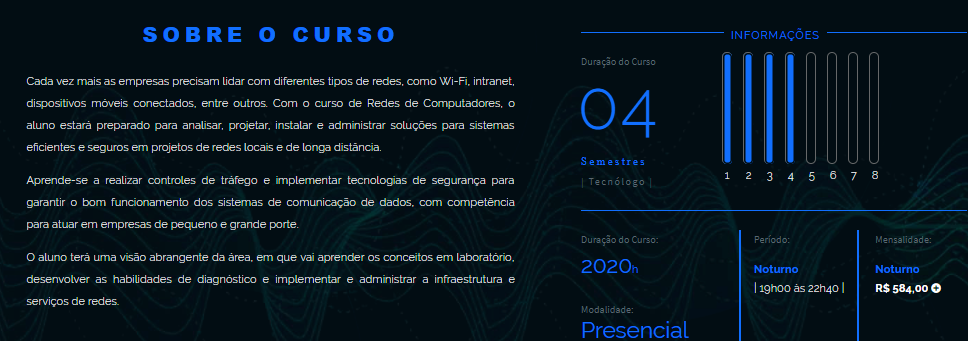 SOBRE O CURSO
Cada vez mais as empresas precisam lidar com diferentes tipos de redes, como Wi-Fi, intranet,
dispositivos móveis conectados, entre outros. Com o curso de Redes de Computadores, o
aluno estará preparado para analisar, projetar, instalar e administrar soluções para sistemas
eficientes e seguros em projetos de redes locais e de longa distância.
Aprende-se a realizar controles de tráfego e implementar tecnologias de segurança para
garantir o bom funcionamento dos sistemas de comunicação de dados, com competência
para atuar em empresas de pequeno e grande porte.
O aluno terá uma visão abrangente da área, em que vai aprender os conceitos em laboratório,
desenvolver as habilidades de diagnóstico e implementar e administrar a infraestrutura e
serviços de redes.
INFORMAÇÕES
Duração do Curso
04
Semestres
| Tecnólogo |
1 2 3 4 5 6 7 8
Duração do Curso:
2020h
Modalidade:
Presencial
Período:
Noturno
| 19h00 às 22h40 |
Mensalidade:
Noturno
R$ 584,00